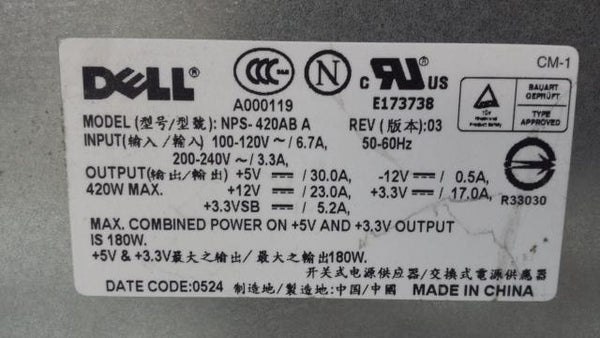 CM-1
DELL®
CCC
N
c RU® US
A000119
E173738
BAUART GEPRÜFT
TÜV
TYPE APPROVED
MODEL (型号/型號): NPS-420AB A
REV (版本):03
INPUT(输入 /輸入) 100-120V ~ / 6.7A,
50-60Hz
200-240V ~ / 3.3A,
OUTPUT(输出/輸出) +5V ⎓ / 30.0A, -12V ⎓ / 0.5A,
420W MAX. +12V ⎓ / 23.0A, +3.3V ⎓ / 17.0A,
+3.3VSB ⎓ / 5.2A,
R33030
MAX. COMBINED POWER ON +5V AND +3.3V OUTPUT
IS 180W.
+5V & +3.3V最大之输出/ 最大之輸出180W.
开关式电源供应器/交換式電源供應器
DATE CODE:0524 制造地/製造地:中国/中國 MADE IN CHINA